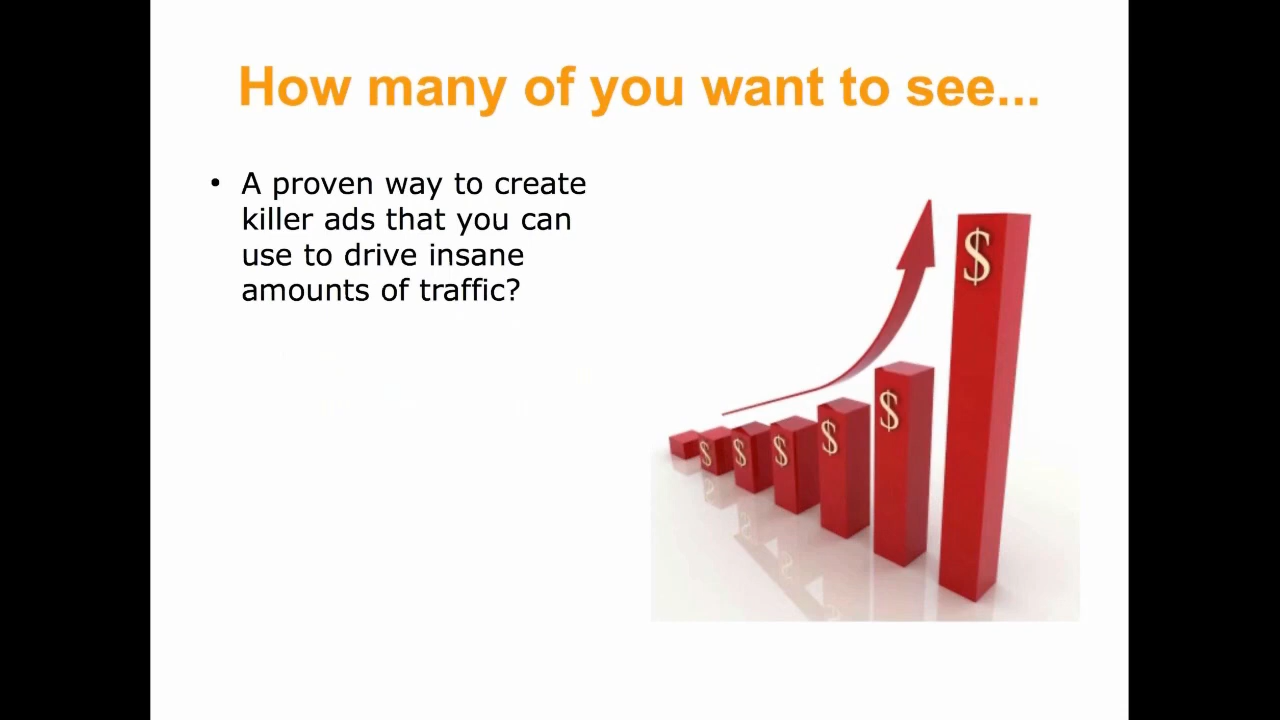 How many of you want to see...
• A proven way to create
killer ads that you can
use to drive insane
amounts of traffic?
$
$
$
$
$
$